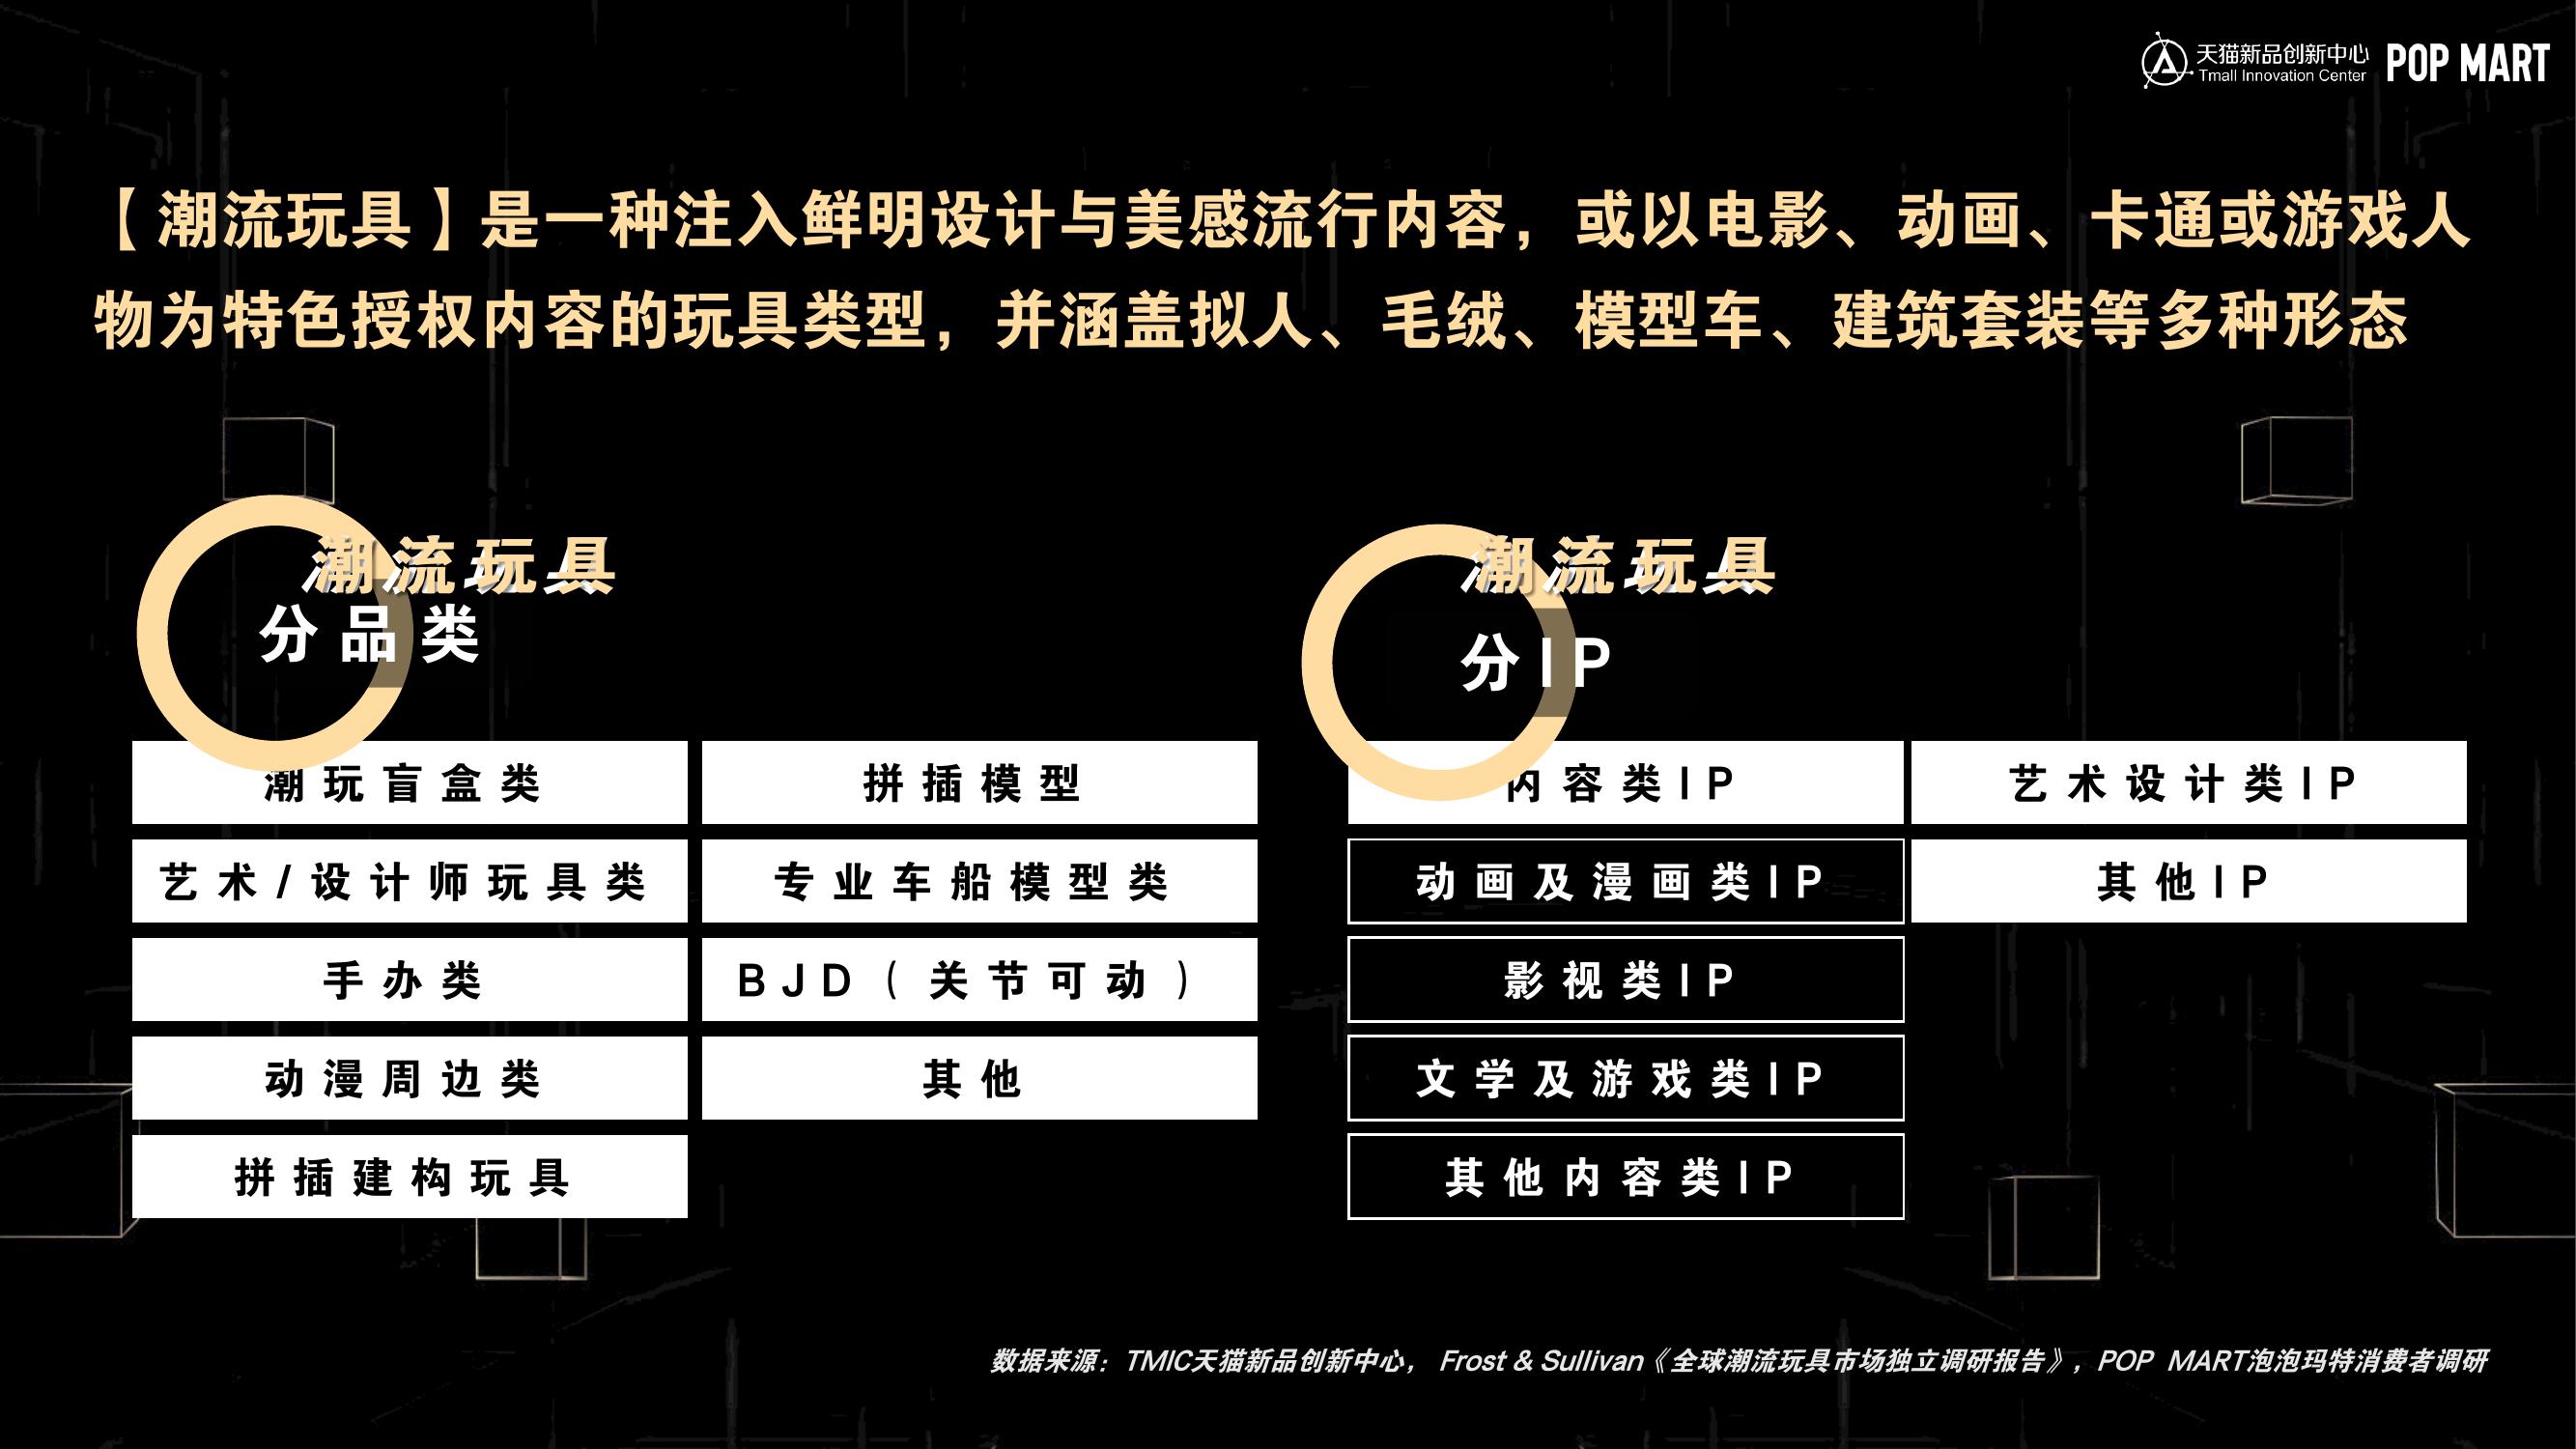 天猫新品创新中心
Tmall Innovation Center
POP MART
【潮流玩具】是一种注入鲜明设计与美感流行内容，或以电影、动画、卡通或游戏人
物为特色授权内容的玩具类型，并涵盖拟人、毛绒、模型车、建筑套装等多种形态
潮流玩具
分品类
潮玩盲盒类
拼插模型
艺术/设计师玩具类
专业车船模型类
手办类
BJD（关节可动）
动漫周边类
其他
拼插建构玩具
潮流玩具
分IP
内容类IP
艺术设计类IP
动画及漫画类IP
其他IP
影视类IP
文学及游戏类IP
其他内容类IP
数据来源：TMIC天猫新品创新中心， Frost & Sullivan《全球潮流玩具市场独立调研报告》，POP MART泡泡玛特消费者调研